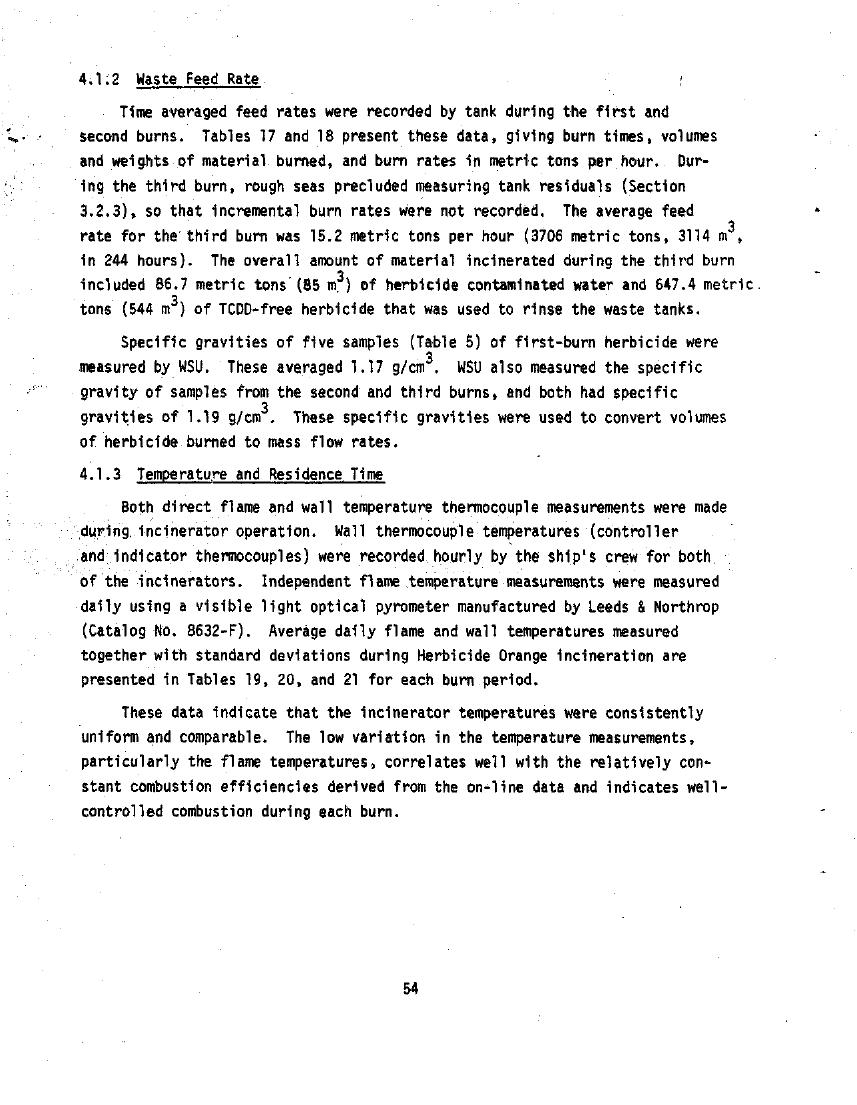 4.1.2 Waste Feed Rate
Time averaged feed rates were recorded by tank during the first and
second burns. Tables 17 and 18 present these data, giving burn times, volumes
and weights of material burned, and burn rates in metric tons per hour. Dur-
ing the third burn, rough seas precluded measuring tank residuals (Section
3.2.3), so that incremental burn rates were not recorded. The average feed
rate for the third burn was 15.2 metric tons per hour (3706 metric tons, 3114 m³,
in 244 hours). The overall amount of material incinerated during the third burn
included 86.7 metric tons (85 m³) of herbicide contaminated water and 647.4 metric
tons (544 m³) of TCDD-free herbicide that was used to rinse the waste tanks.
Specific gravities of five samples (Table 5) of first-burn herbicide were
measured by WSU. These averaged 1.17 g/cm³. WSU also measured the specific
gravity of samples from the second and third burns, and both had specific
gravities of 1.19 g/cm³. These specific gravities were used to convert volumes
of herbicide burned to mass flow rates.
4.1.3 Temperature and Residence Time
Both direct flame and wall temperature thermocouple measurements were made
during incinerator operation. Wall thermocouple temperatures (controller
and indicator thermocouples) were recorded hourly by the ship's crew for both
of the incinerators. Independent flame temperature measurements were measured
daily using a visible light optical pyrometer manufactured by Leeds & Northrop
(Catalog No. 8632-F). Average daily flame and wall temperatures measured
together with standard deviations during Herbicide Orange incineration are
presented in Tables 19, 20, and 21 for each burn period.
These data indicate that the incinerator temperatures were consistently
uniform and comparable. The low variation in the temperature measurements,
particularly the flame temperatures, correlates well with the relatively con-
stant combustion efficiencies derived from the on-line data and indicates well-
controlled combustion during each burn.
54